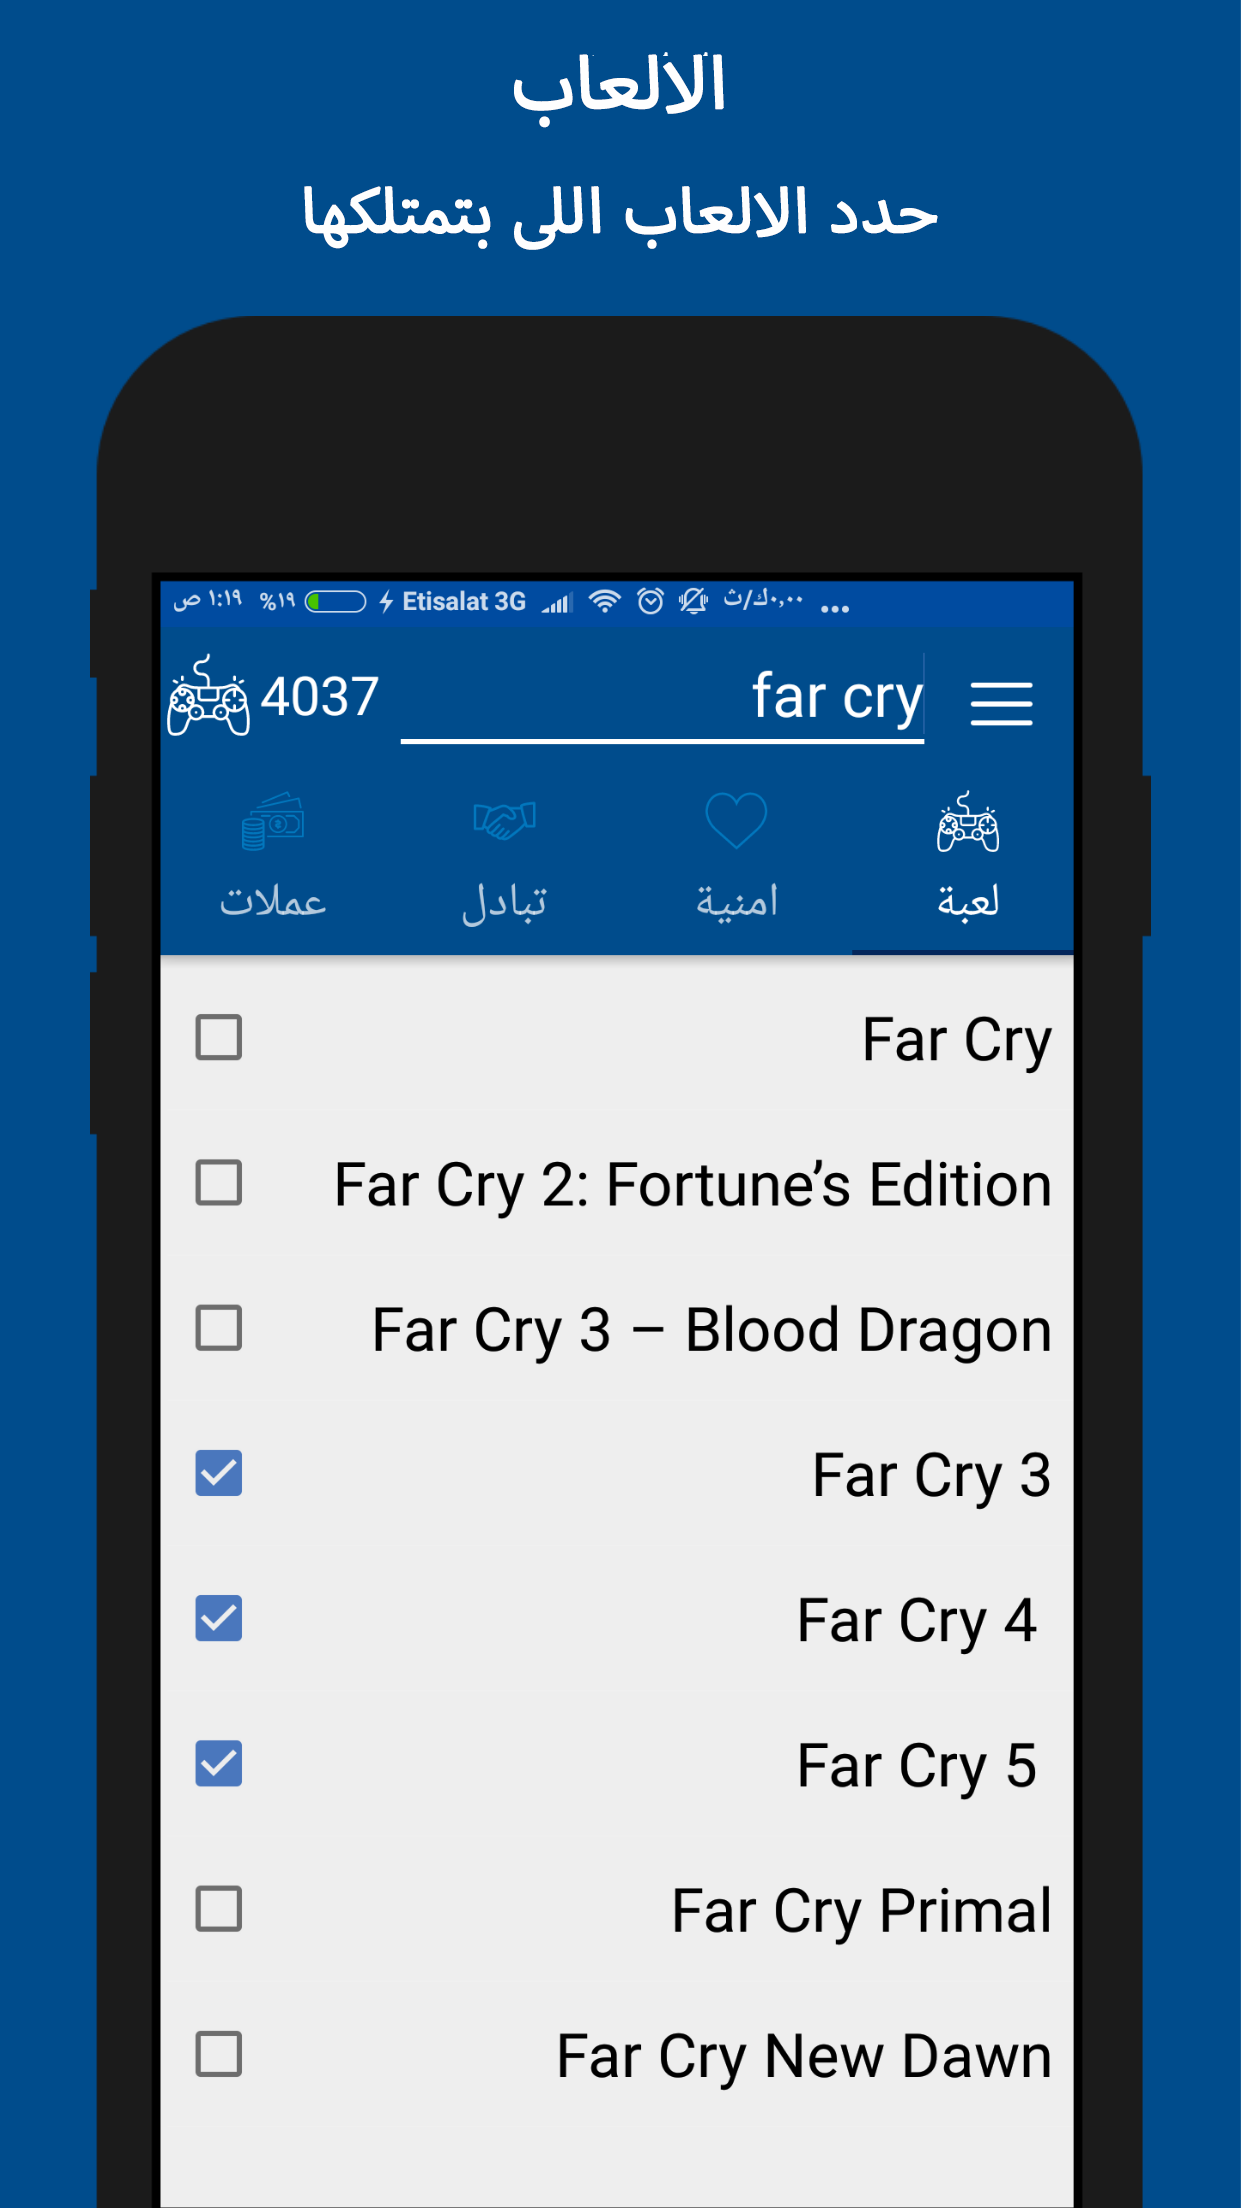 الألعاب
حدد الالعاب اللى بتمتلكها
١:١٩ ص %١٩ Etisalat 3G ٠,٠٠ك/ث ...
4037 far cry
لعبة امنية تبادل عملات
Far Cry
Far Cry 2: Fortune’s Edition
Far Cry 3 – Blood Dragon
Far Cry 3
Far Cry 4
Far Cry 5
Far Cry Primal
Far Cry New Dawn